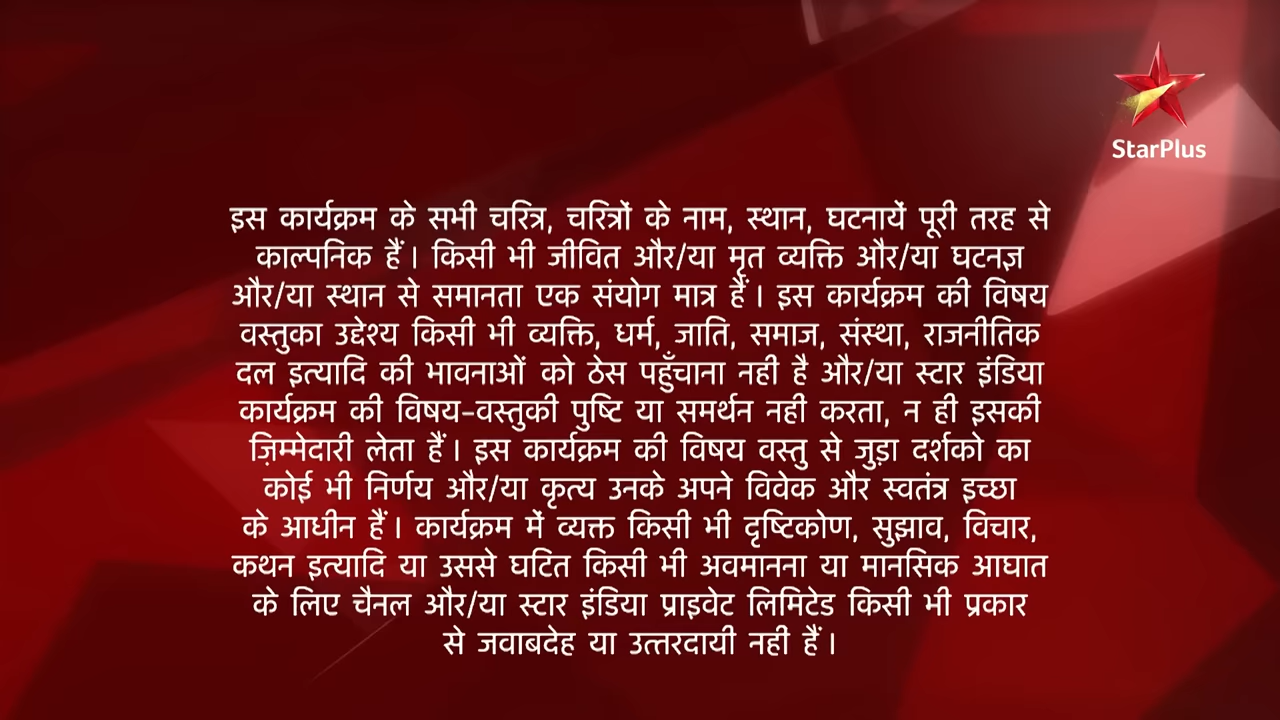 StarPlus
इस कार्यक्रम के सभी चरित्र, चरित्रों के नाम, स्थान, घटनायें पूरी तरह से
काल्पनिक हैं। किसी भी जीवित और/या मृत व्यक्ति और/या घटनज्ञ
और/या स्थान से समानता एक संयोग मात्र हैं। इस कार्यक्रम की विषय
वस्तुका उद्देश्य किसी भी व्यक्ति, धर्म, जाति, समाज, संस्था, राजनीतिक
दल इत्यादि की भावनाओं को ठेस पहुँचाना नही है और/या स्टार इंडिया
कार्यक्रम की विषय-वस्तुकी पुष्टि या समर्थन नही करता, न ही इसकी
ज़िम्मेदारी लेता हैं। इस कार्यक्रम की विषय वस्तु से जुड़ा दर्शको का
कोई भी निर्णय और/या कृत्य उनके अपने विवेक और स्वतंत्र इच्छा
के आधीन हैं। कार्यक्रम में व्यक्त किसी भी दृष्टिकोण, सुझाव, विचार,
कथन इत्यादि या उससे घटित किसी भी अवमानना या मानसिक आघात
के लिए चैनल और/या स्टार इंडिया प्राइवेट लिमिटेड किसी भी प्रकार
से जवाबदेह या उत्तरदायी नही हैं।